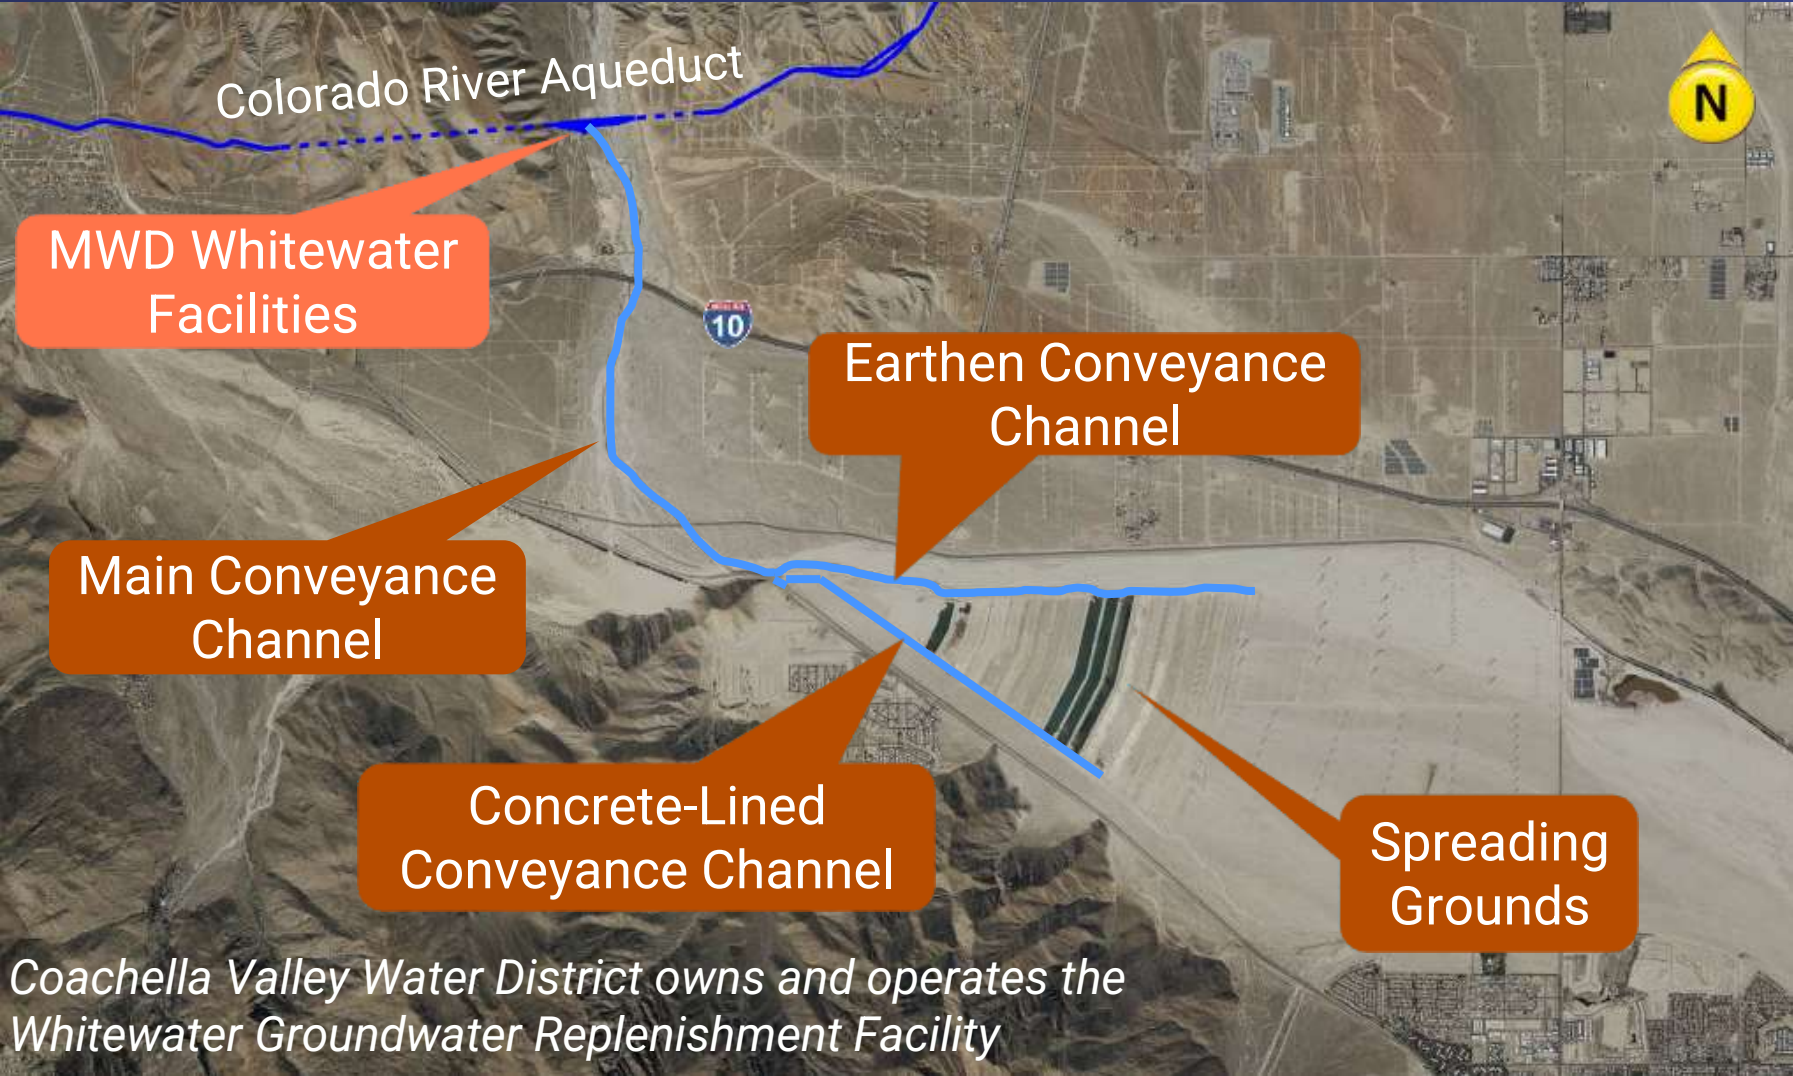 Colorado River Aqueduct
N
MWD Whitewater
Facilities
10
Earthen Conveyance
Channel
Main Conveyance
Channel
Concrete-Lined
Conveyance Channel
Spreading
Grounds
Coachella Valley Water District owns and operates the
Whitewater Groundwater Replenishment Facility